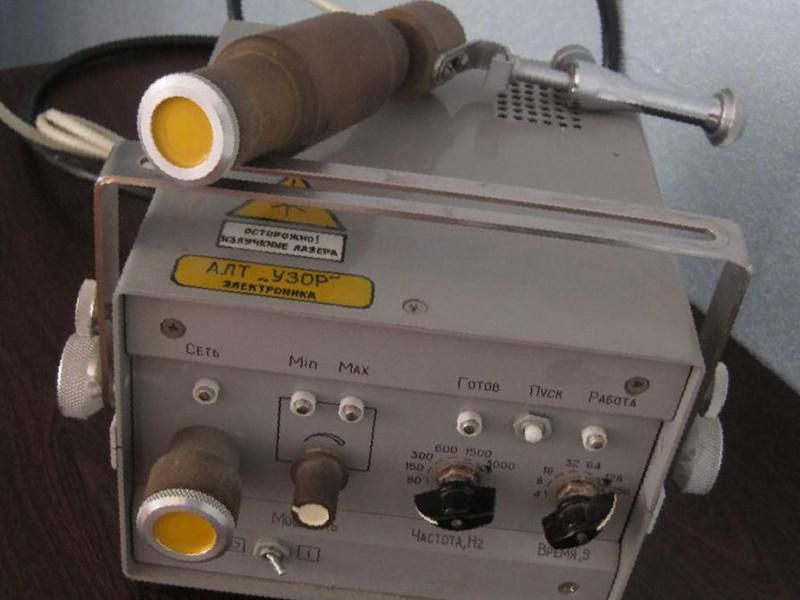 ОСТОРОЖНО!
ИЗЛУЧЕНИЕ ЛАЗЕРА
АЛТ „УЗОР"
ЭЛЕКТРОНИКА
СЕТЬ
MIN MAX
ГОТОВ ПУСК РАБОТА
80 150 300 600 1500 3000
4 8 16 32 64 128 256
ЧАСТОТА, HZ
ВРЕМЯ, S
I